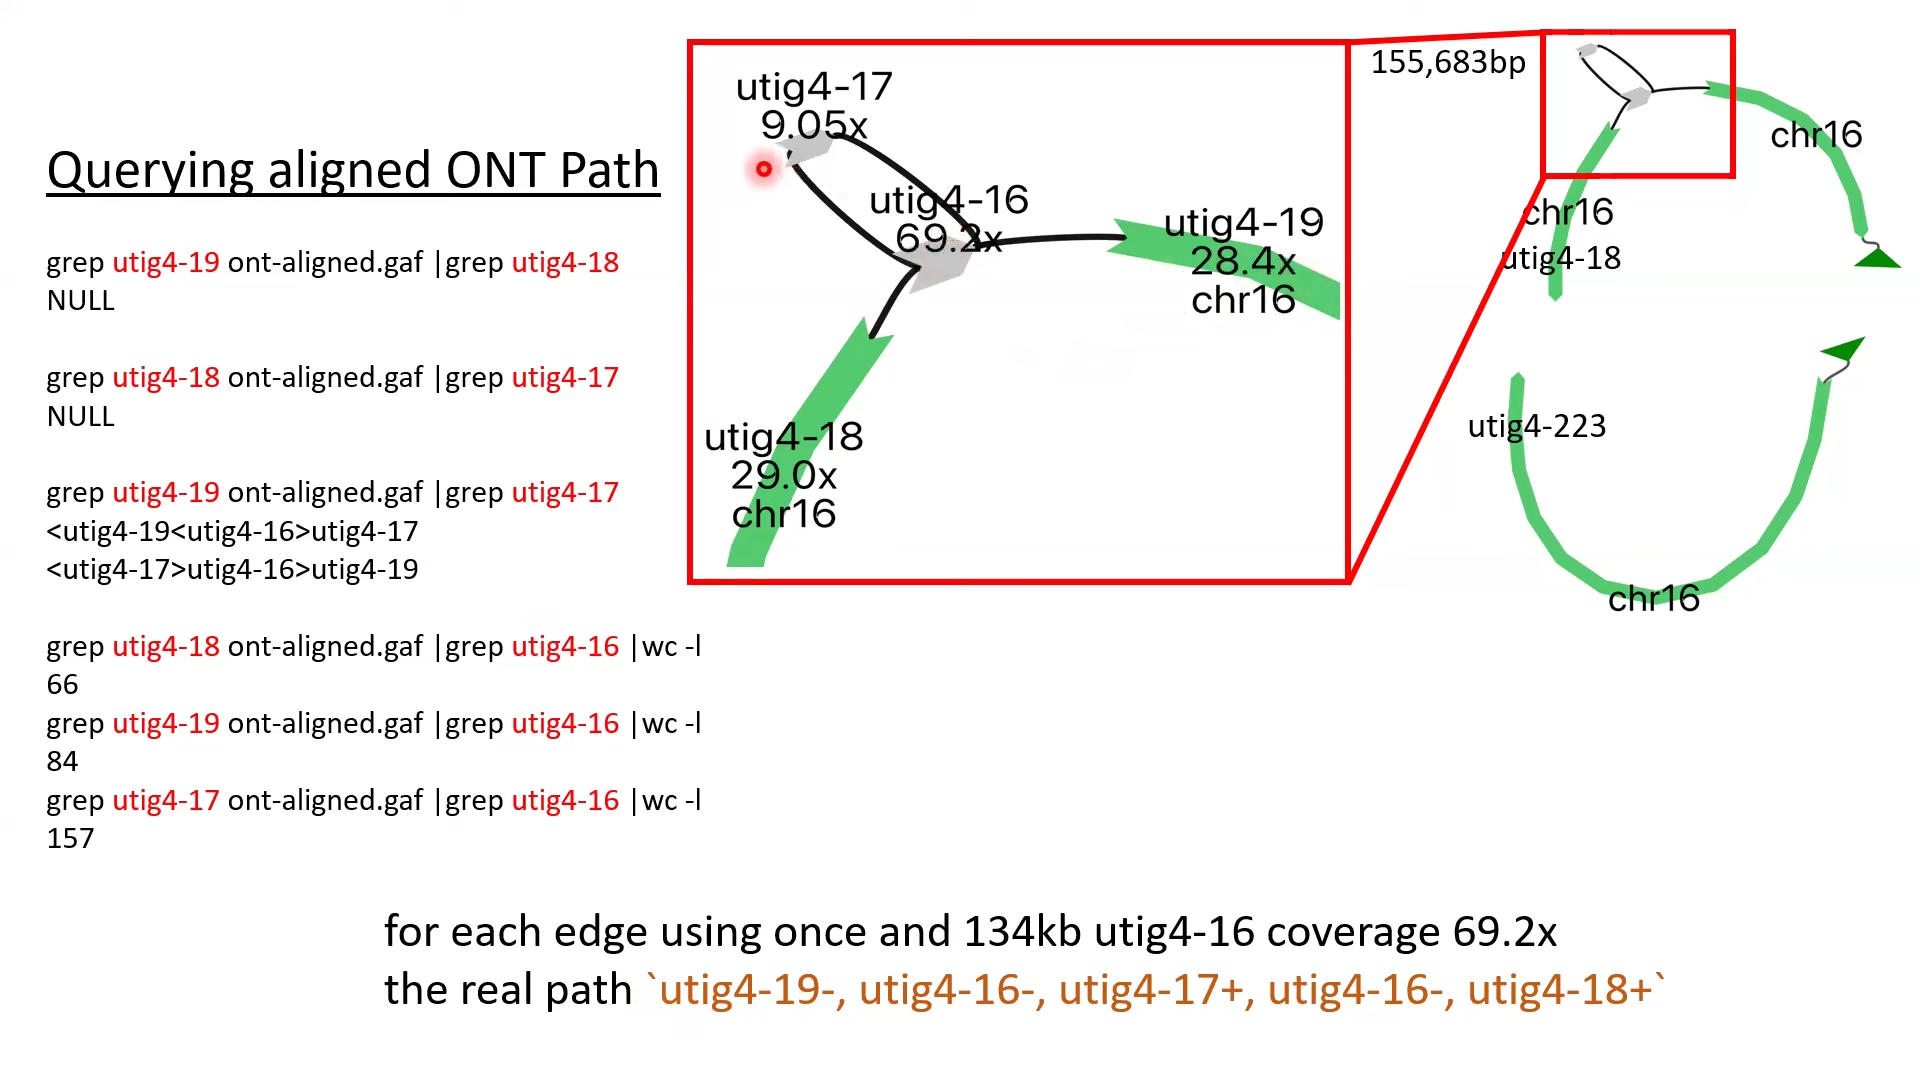 Querying aligned ONT Path
grep utig4-19 ont-aligned.gaf |grep utig4-18
NULL
grep utig4-18 ont-aligned.gaf |grep utig4-17
NULL
grep utig4-19 ont-aligned.gaf |grep utig4-17
<utig4-19<utig4-16>utig4-17
<utig4-17>utig4-16>utig4-19
grep utig4-18 ont-aligned.gaf |grep utig4-16 |wc -l
66
grep utig4-19 ont-aligned.gaf |grep utig4-16 |wc -l
84
grep utig4-17 ont-aligned.gaf |grep utig4-16 |wc -l
157
utig4-17
9.05x
utig4-16
69.2x
utig4-19
28.4x
chr16
utig4-18
29.0x
chr16
155,683bp
chr16
chr16
utig4-18
utig4-223
chr16
for each edge using once and 134kb utig4-16 coverage 69.2x
the real path `utig4-19-, utig4-16-, utig4-17+, utig4-16-, utig4-18+`